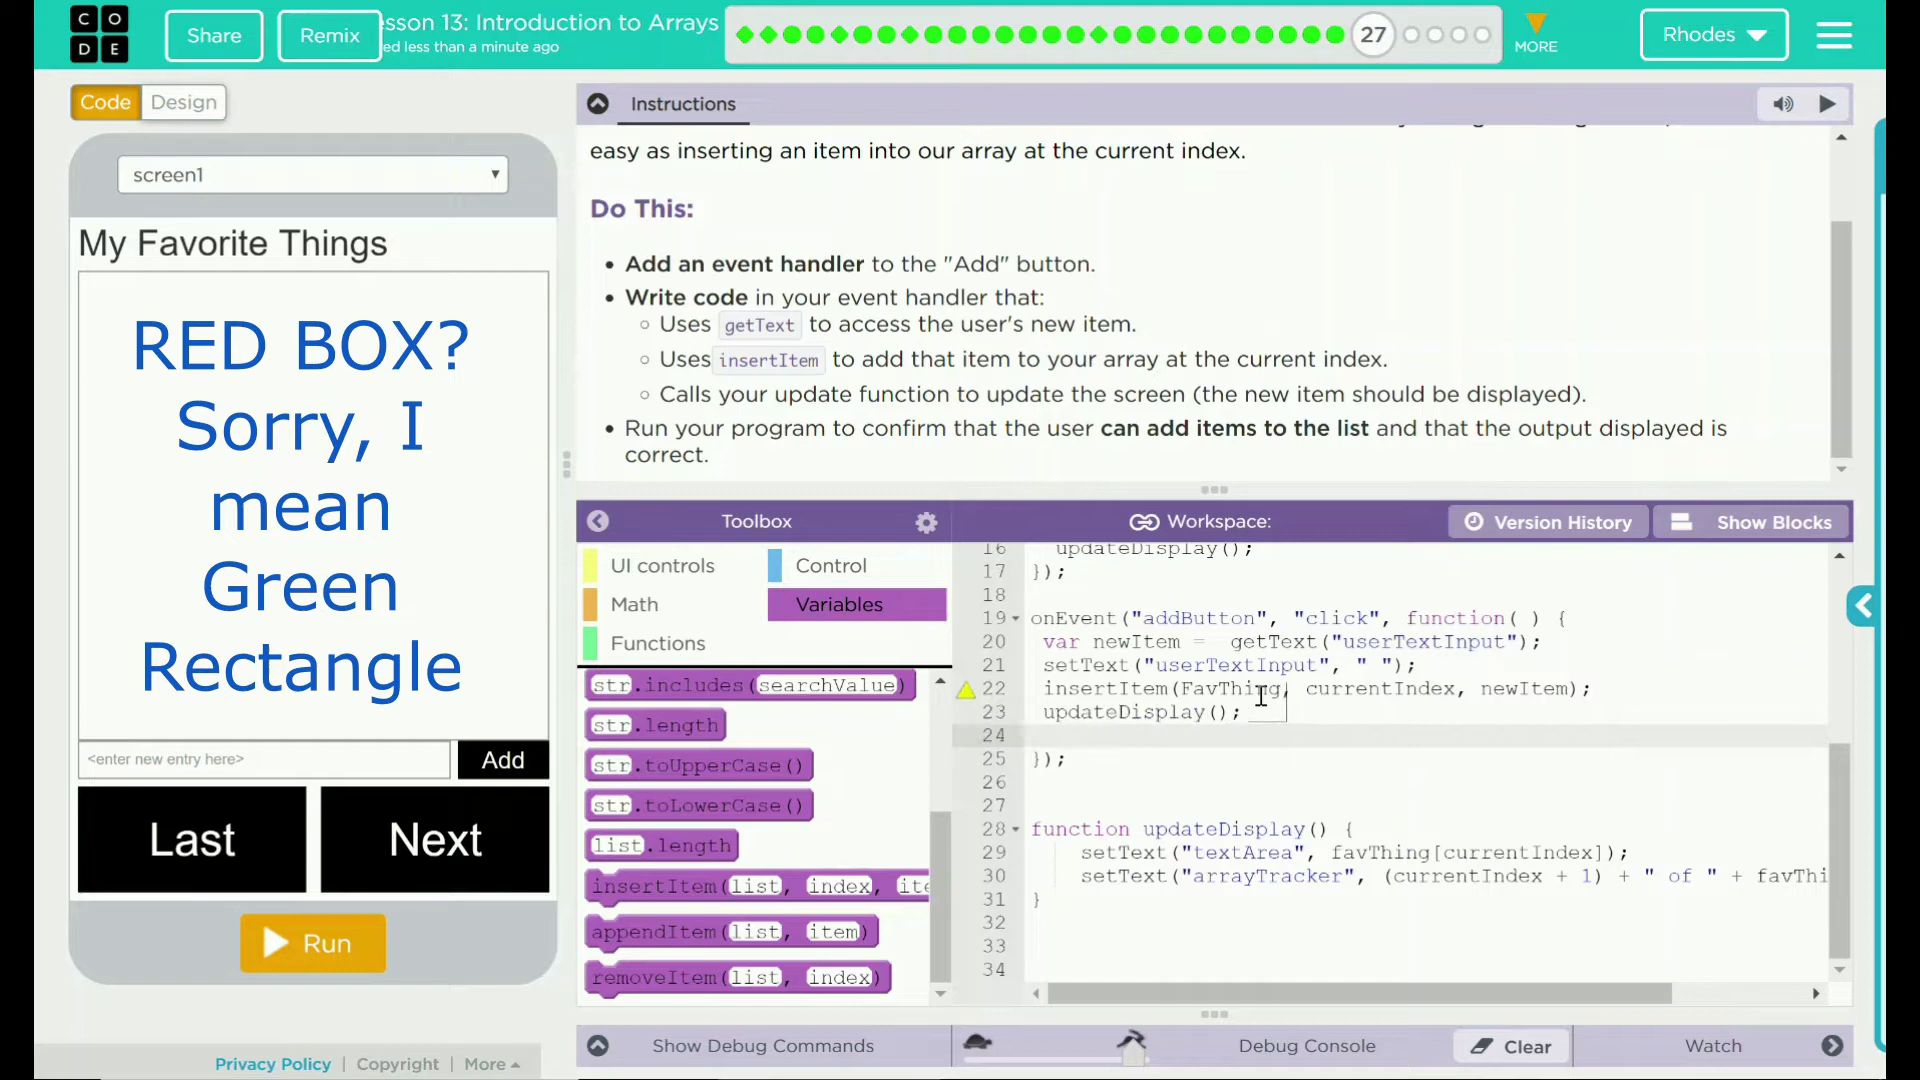 C O
D E
Share
Remix
esson 13: Introduction to Arrays
ed less than a minute ago
27
MORE
Rhodes
Code
Design
Instructions
screen1
easy as inserting an item into our array at the current index.
Do This:
My Favorite Things
Add an event handler to the "Add" button.
Write code in your event handler that:
Uses getText to access the user's new item.
Uses insertItem to add that item to your array at the current index.
Calls your update function to update the screen (the new item should be displayed).
Run your program to confirm that the user can add items to the list and that the output displayed is
correct.
RED BOX?
Sorry, I
mean
Green
Rectangle
<enter new entry here>
Add
Last
Next
Run
Toolbox
Workspace:
Version History
Show Blocks
UI controls
Control
Math
Variables
Functions
str.includes(searchValue)
str.length
str.toUpperCase()
str.toLowerCase()
list.length
insertItem(list, index, ite
appendItem(list, item)
removeItem(list, index)
16 updateDisplay();
17 });
18
19 onEvent("addButton", "click", function( ) {
20 var newItem = getText("userTextInput");
21 setText("userTextInput", " ");
22 insertItem(FavThing, currentIndex, newItem);
23 updateDisplay();
24
25 });
26
27
28 function updateDisplay() {
29 setText("textArea", favThing[currentIndex]);
30 setText("arrayTracker", (currentIndex + 1) + " of " + favThi
31 }
32
33
34
Show Debug Commands
Debug Console
Clear
Watch
Privacy Policy | Copyright | More